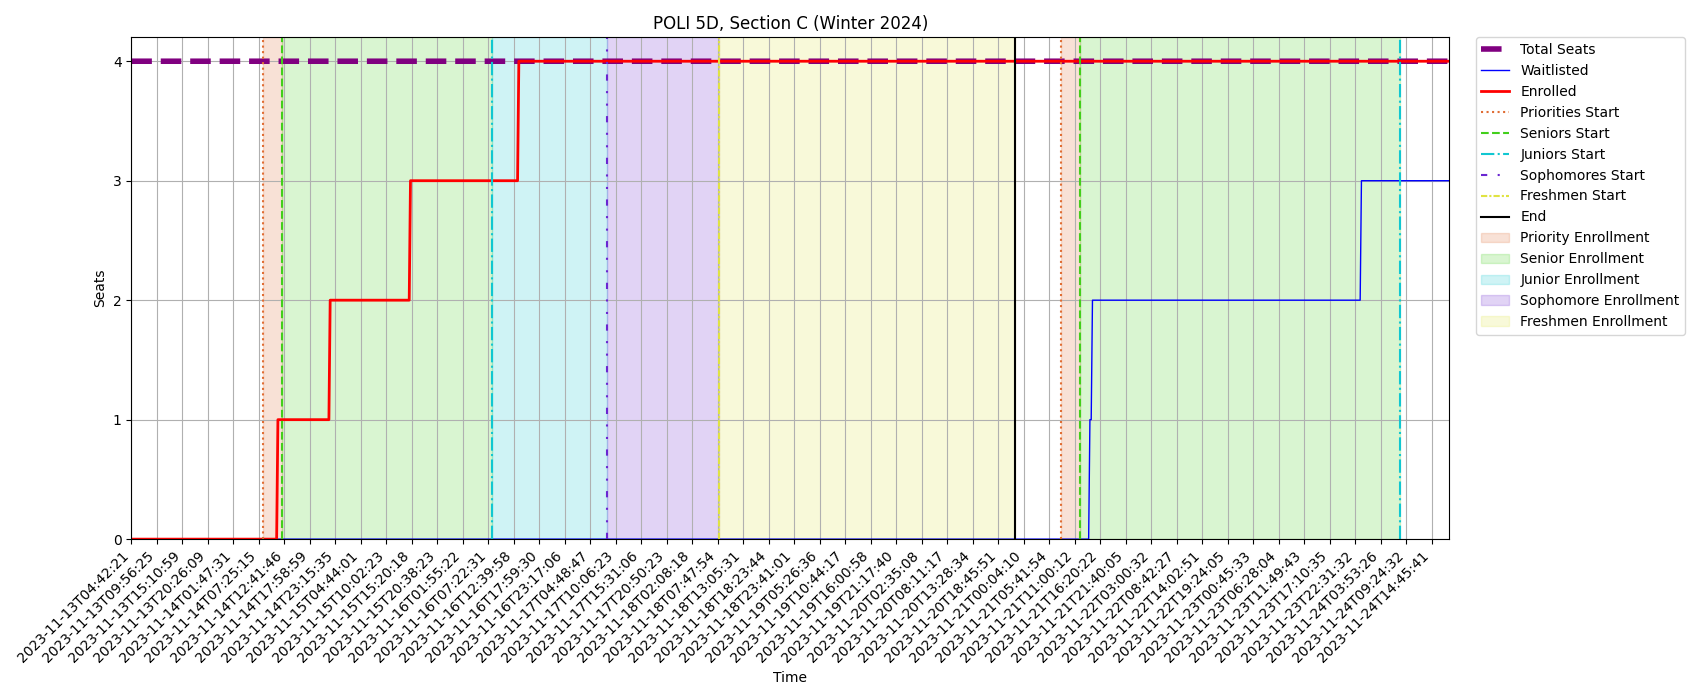 POLI 5D, Section C (Winter 2024)
Seats
4
3
2
1
0
2023-11-13T04:42:21
2023-11-13T09:56:25
2023-11-13T15:10:59
2023-11-13T20:26:09
2023-11-14T01:47:31
2023-11-14T07:25:15
2023-11-14T12:41:46
2023-11-14T17:58:59
2023-11-14T23:15:35
2023-11-15T04:44:01
2023-11-15T10:02:23
2023-11-15T15:20:18
2023-11-15T20:38:23
2023-11-16T01:55:22
2023-11-16T07:22:31
2023-11-16T12:39:58
2023-11-16T17:59:30
2023-11-16T23:17:06
2023-11-17T04:48:47
2023-11-17T10:06:23
2023-11-17T15:31:06
2023-11-17T20:50:23
2023-11-18T02:08:18
2023-11-18T07:47:54
2023-11-18T13:05:31
2023-11-18T18:23:44
2023-11-18T23:41:01
2023-11-19T05:26:36
2023-11-19T10:44:17
2023-11-19T16:00:58
2023-11-19T21:17:40
2023-11-20T02:35:08
2023-11-20T08:11:17
2023-11-20T13:28:34
2023-11-20T18:45:51
2023-11-21T00:04:10
2023-11-21T05:41:54
2023-11-21T11:00:12
2023-11-21T16:20:22
2023-11-21T21:40:05
2023-11-22T03:00:32
2023-11-22T08:42:27
2023-11-22T14:02:51
2023-11-22T19:24:05
2023-11-23T00:45:33
2023-11-23T06:28:04
2023-11-23T11:49:43
2023-11-23T17:10:35
2023-11-23T22:31:32
2023-11-24T03:53:26
2023-11-24T09:24:32
2023-11-24T14:45:41
Time
Total Seats
Waitlisted
Enrolled
Priorities Start
Seniors Start
Juniors Start
Sophomores Start
Freshmen Start
End
Priority Enrollment
Senior Enrollment
Junior Enrollment
Sophomore Enrollment
Freshmen Enrollment